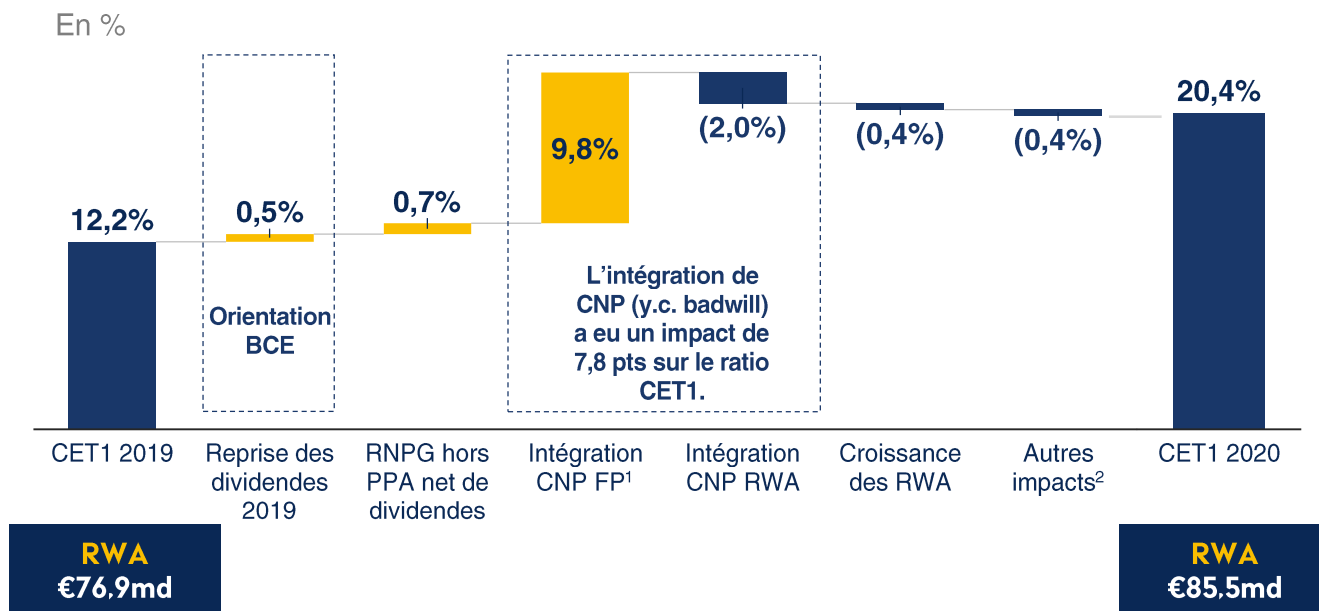 En %
12,2%
0,5%
0,7%
9,8%
(2,0%)
(0,4%)
(0,4%)
20,4%
Orientation
BCE
L'intégration de
CNP (y.c. badwill)
a eu un impact de
7,8 pts sur le ratio
CET1.
CET1 2019
Reprise des
dividendes
2019
RNPG hors
PPA net de
dividendes
Intégration
CNP FP¹
Intégration
CNP RWA
Croissance
des RWA
Autres
impacts²
CET1 2020
RWA
€76,9md
RWA
€85,5md